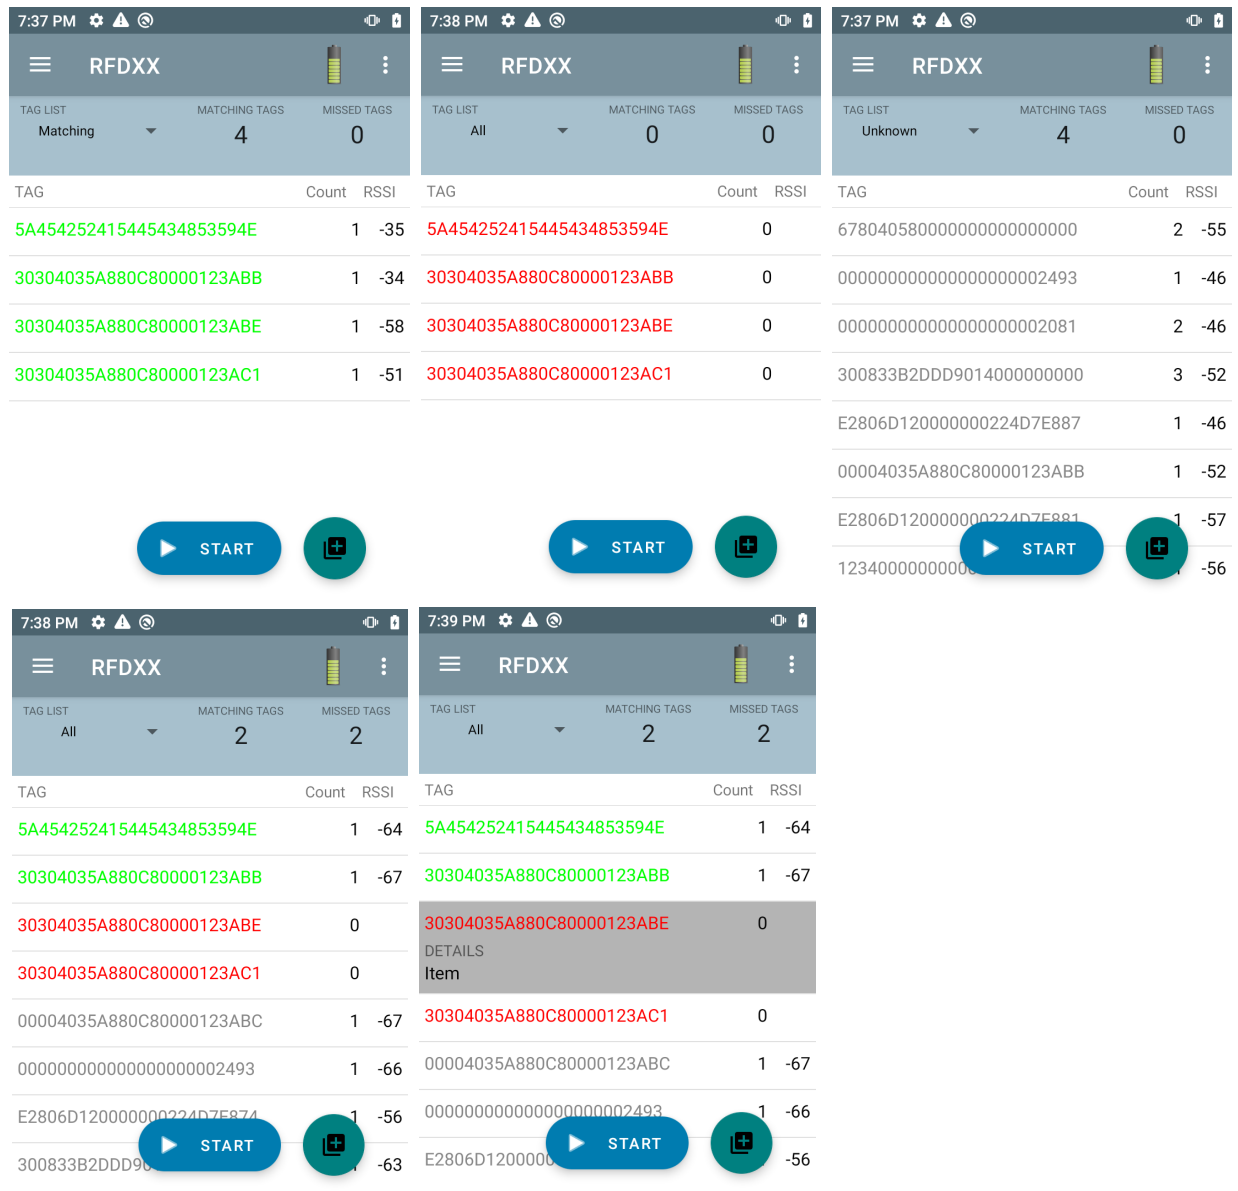 7:37 PM
RFDXX
TAG LIST MATCHING TAGS MISSED TAGS
Matching 4 0
TAG Count RSSI
5A454252415445434853594E 1 -35
30304035A880C80000123ABB 1 -34
30304035A880C80000123ABE 1 -58
30304035A880C80000123AC1 1 -51
START
7:38 PM
RFDXX
TAG LIST MATCHING TAGS MISSED TAGS
All 0 0
TAG Count RSSI
5A454252415445434853594E 0
30304035A880C80000123ABB 0
30304035A880C80000123ABE 0
30304035A880C80000123AC1 0
START
7:37 PM
RFDXX
TAG LIST MATCHING TAGS MISSED TAGS
Unknown 4 0
TAG Count RSSI
678040580000000000000000 2 -55
000000000000000000002493 1 -46
000000000000000000002081 2 -46
300833B2DDD9014000000000 3 -52
E2806D120000000224D7E887 1 -46
00004035A880C80000123ABB 1 -52
E2806D120000000224D7E881 1 -57
-56
START
7:38 PM
RFDXX
TAG LIST MATCHING TAGS MISSED TAGS
All 2 2
TAG Count RSSI
5A454252415445434853594E 1 -64
30304035A880C80000123ABB 1 -67
30304035A880C80000123ABE 0
30304035A880C80000123AC1 0
00004035A880C80000123ABC 1 -67
000000000000000000002493 1 -66
E2806D120000000224D7E874 1 -56
-63
START
7:39 PM
RFDXX
TAG LIST MATCHING TAGS MISSED TAGS
All 2 2
TAG Count RSSI
5A454252415445434853594E 1 -64
30304035A880C80000123ABB 1 -67
30304035A880C80000123ABE 0
DETAILS
Item
30304035A880C80000123AC1 0
00004035A880C80000123ABC 1 -67
000000000000000000002493 1 -66
-56
START